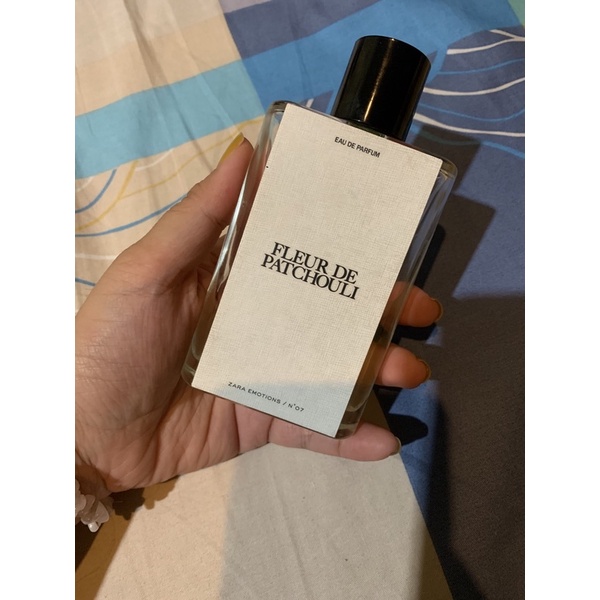 EAU DE PARFUM
FLEUR DE
PATCHOULI
ZARA EMOTIONS / N°07